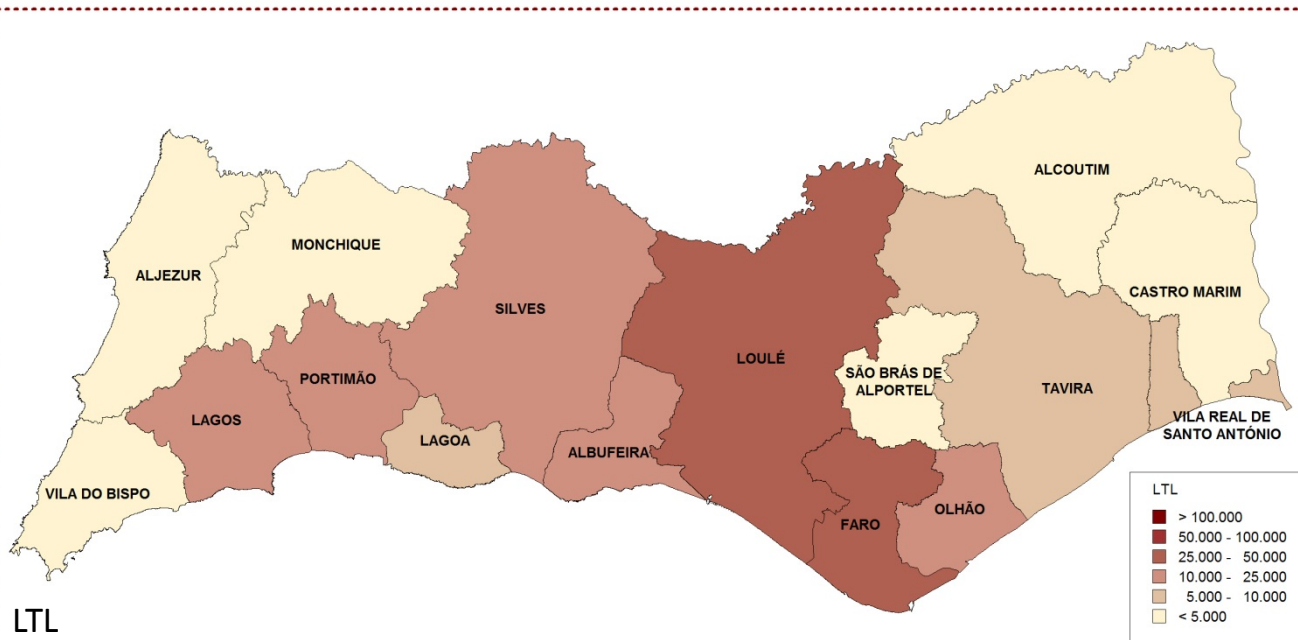 ALCOUTIM
MONCHIQUE
ALJEZUR
CASTRO MARIM
SILVES
LOULÉ
SÃO BRÁS DE
ALPORTEL
PORTIMÃO
TAVIRA
LAGOS
LAGOA
VILA REAL DE
SANTO ANTÓNIO
ALBUFEIRA
VILA DO BISPO
OLHÃO
FARO
LTL
> 100.000
50.000 - 100.000
25.000 - 50.000
10.000 - 25.000
5.000 - 10.000
< 5.000
LTL